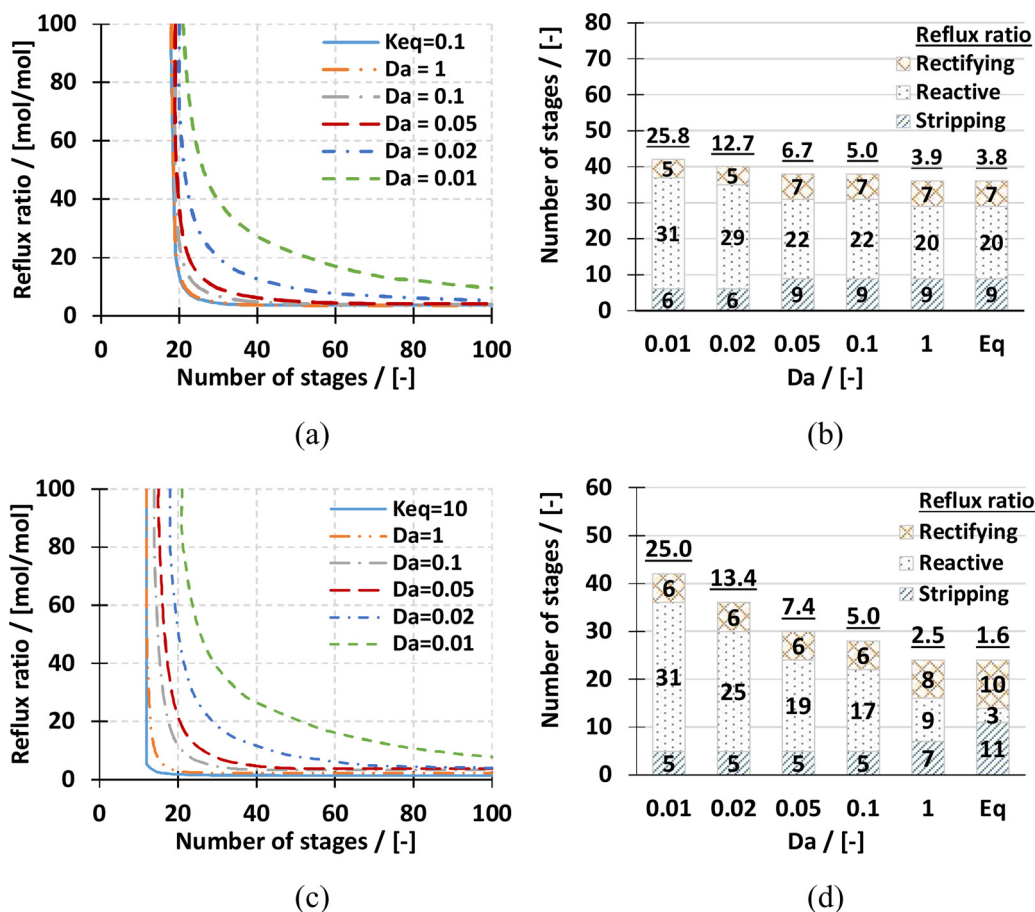 100
80
60
40
20
0
Reflux ratio / [mol/mol]
Keq=0.1
Da = 1
Da = 0.1
Da = 0.05
Da = 0.02
Da = 0.01
0 20 40 60 80 100
Number of stages / [-]
(a)
80
70
60
50
40
30
20
10
0
Number of stages / [-]
Reflux ratio
Rectifying
Reactive
Stripping
25.8 12.7 6.7 5.0 3.9 3.8
5 5 7 7 7 7
31 29 22 22 20 20
6 6 9 9 9 9
0.01 0.02 0.05 0.1 1 Eq
Da / [-]
(b)
100
80
60
40
20
0
Reflux ratio / [mol/mol]
Keq=10
Da=1
Da=0.1
Da=0.05
Da=0.02
Da=0.01
0 20 40 60 80 100
Number of stages / [-]
(c)
60
50
40
30
20
10
0
Number of stages / [-]
Reflux ratio
Rectifying
Reactive
Stripping
25.0 13.4 7.4 5.0 2.5 1.6
6 6 6 6 8 10
31 25 19 17 9 3
5 5 5 5 7 11
0.01 0.02 0.05 0.1 1 Eq
Da / [-]
(d)